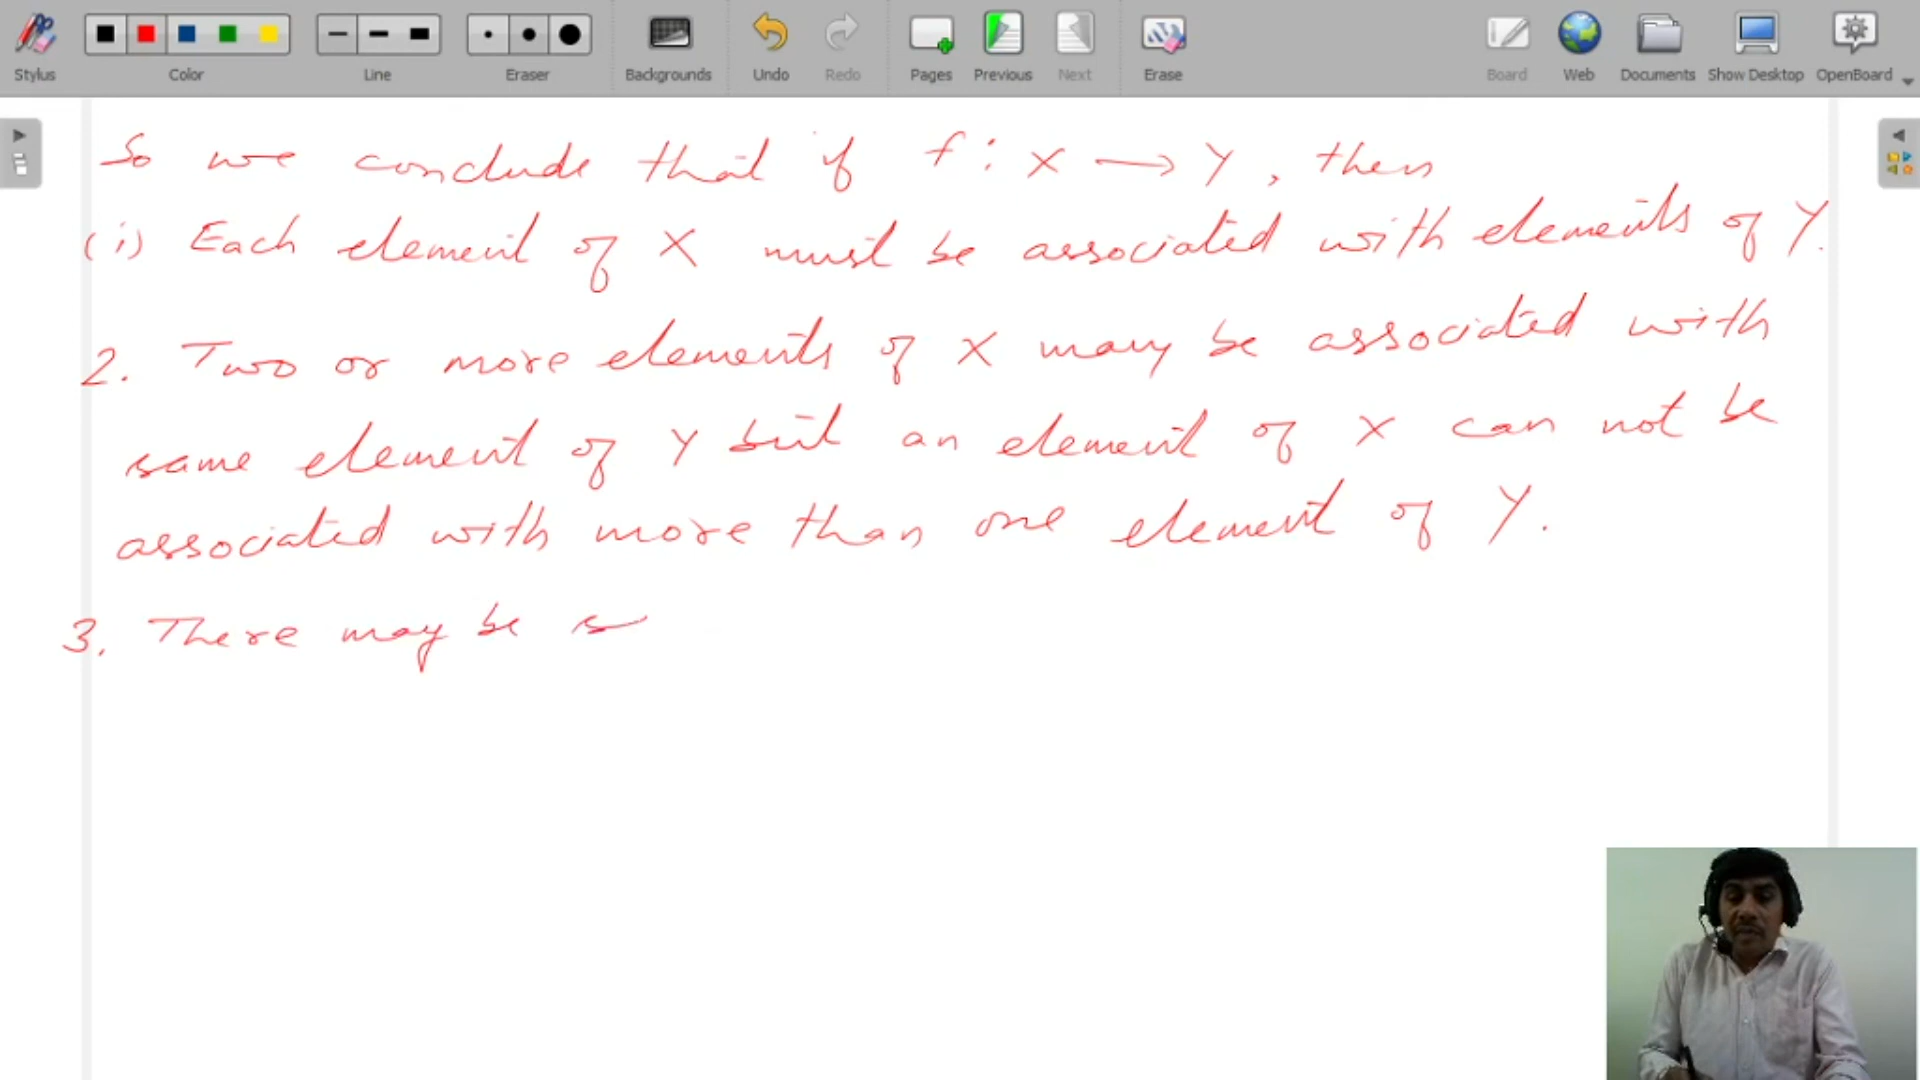 Stylus Color Line Eraser Backgrounds Undo Redo Pages Previous Next Erase Board Web Documents Show Desktop OpenBoard
So we conclude that if f : X → Y, then
(i) Each element of X must be associated with elements of Y.
2. Two or more elements of X may be associated with
same element of Y but an element of X can not be
associated with more than one element of Y.
3. There may be